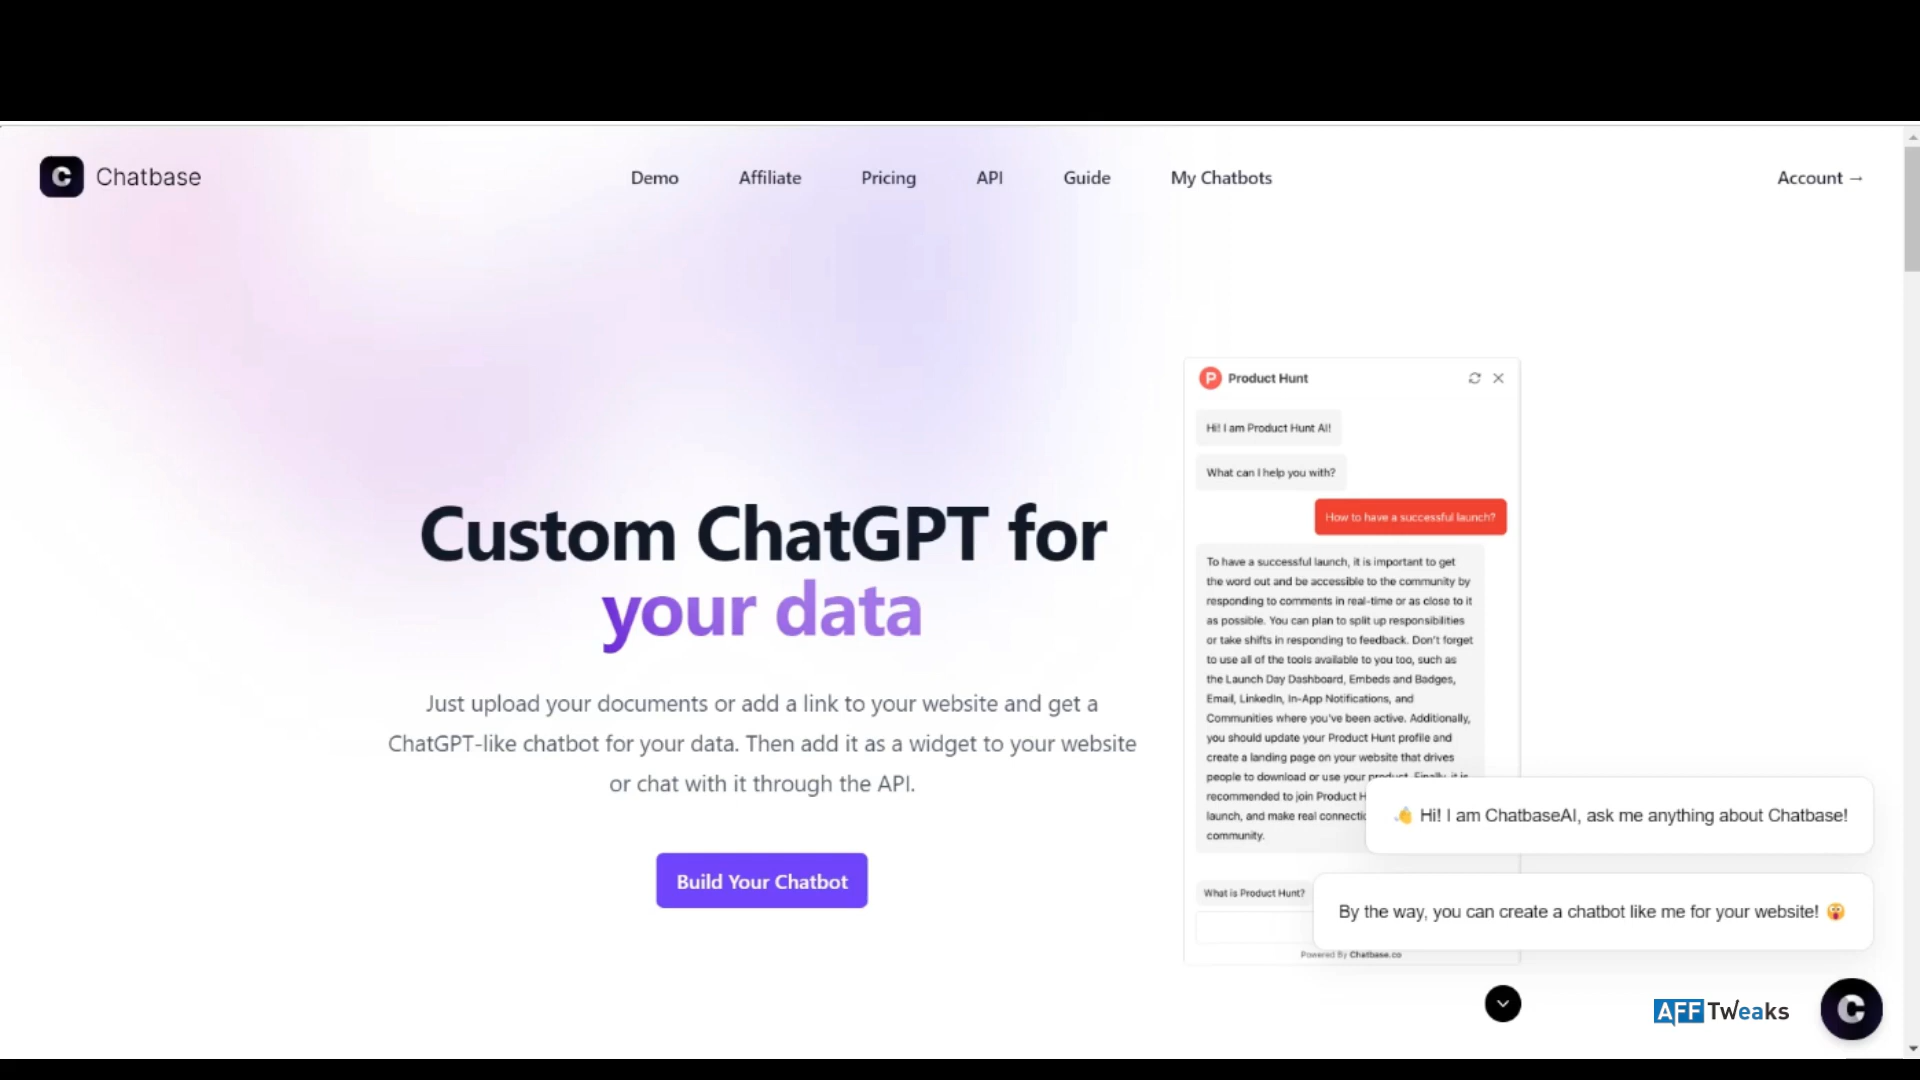 C Chatbase
Demo Affiliate Pricing API Guide My Chatbots Account →
Custom ChatGPT for
your data
Just upload your documents or add a link to your website and get a
ChatGPT-like chatbot for your data. Then add it as a widget to your website
or chat with it through the API.
Build Your Chatbot
P Product Hunt
Hi! I am Product Hunt AI!
What can I help you with?
How to have a successful launch?
To have a successful launch, it is important to get
the word out and be accessible to the community by
responding to comments in real-time or as close to it
as possible. You can plan to split up responsibilities
or take shifts in responding to feedback. Don't forget
to use all of the tools available to you too, such as
the Launch Day Dashboard, Embeds and Badges,
Email, LinkedIn, In-App Notifications, and
Communities where you've been active. Additionally,
you should update your Product Hunt profile and
create a landing page on your website that drives
people to download or use your product. Finally, it is
recommended to join Product H
launch, and make real connectic
community.
What is Product Hunt?
Powered By Chatbase.co
👋 Hi! I am ChatbaseAI, ask me anything about Chatbase!
By the way, you can create a chatbot like me for your website! 😲
AFFTweaks
C